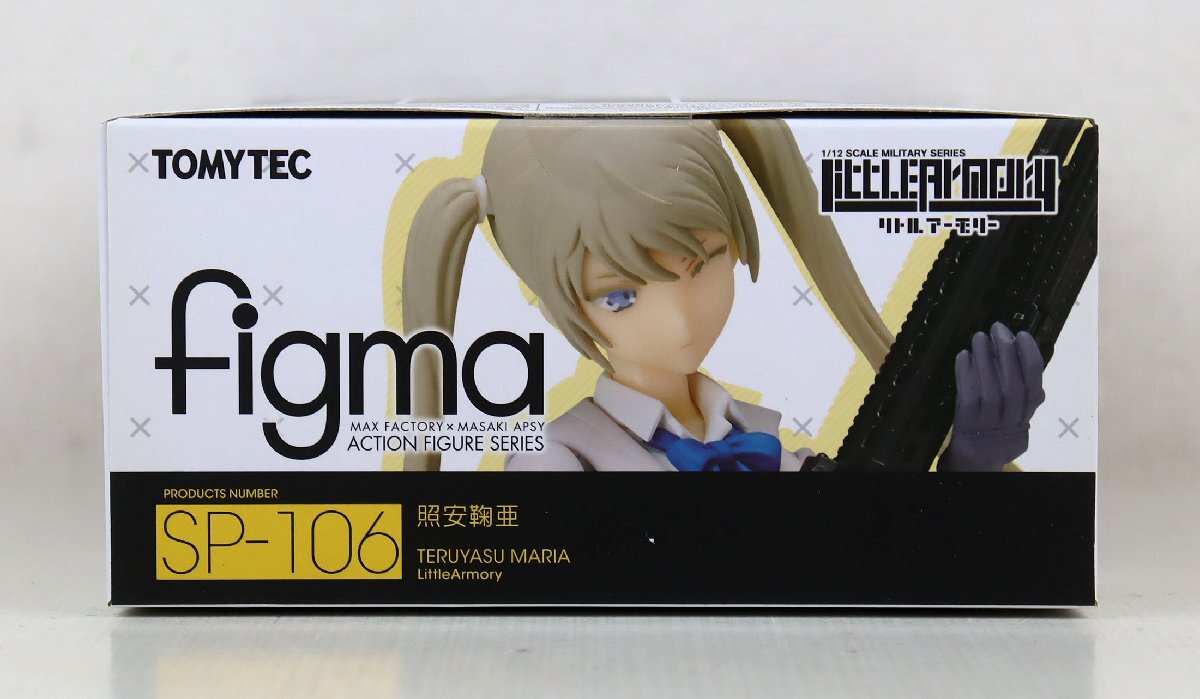 TOMYTEC
1/12 SCALE MILITARY SERIES
LITTLEARMORY
リトルアーモリー
figma
MAX FACTORY × MASAKI APSY
ACTION FIGURE SERIES
PRODUCTS NUMBER
SP-106
照安鞠亜
TERUYASU MARIA
LittleArmory